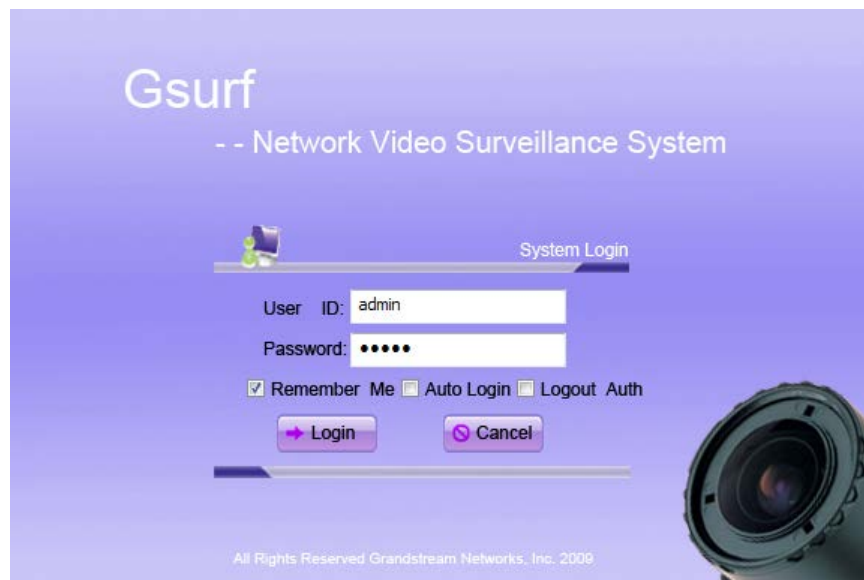 Gsurf
- - Network Video Surveillance System
System Login
User ID: admin
Password: •••••
Remember Me Auto Login Logout Auth
Login Cancel
All Rights Reserved Grandstream Networks, Inc. 2009